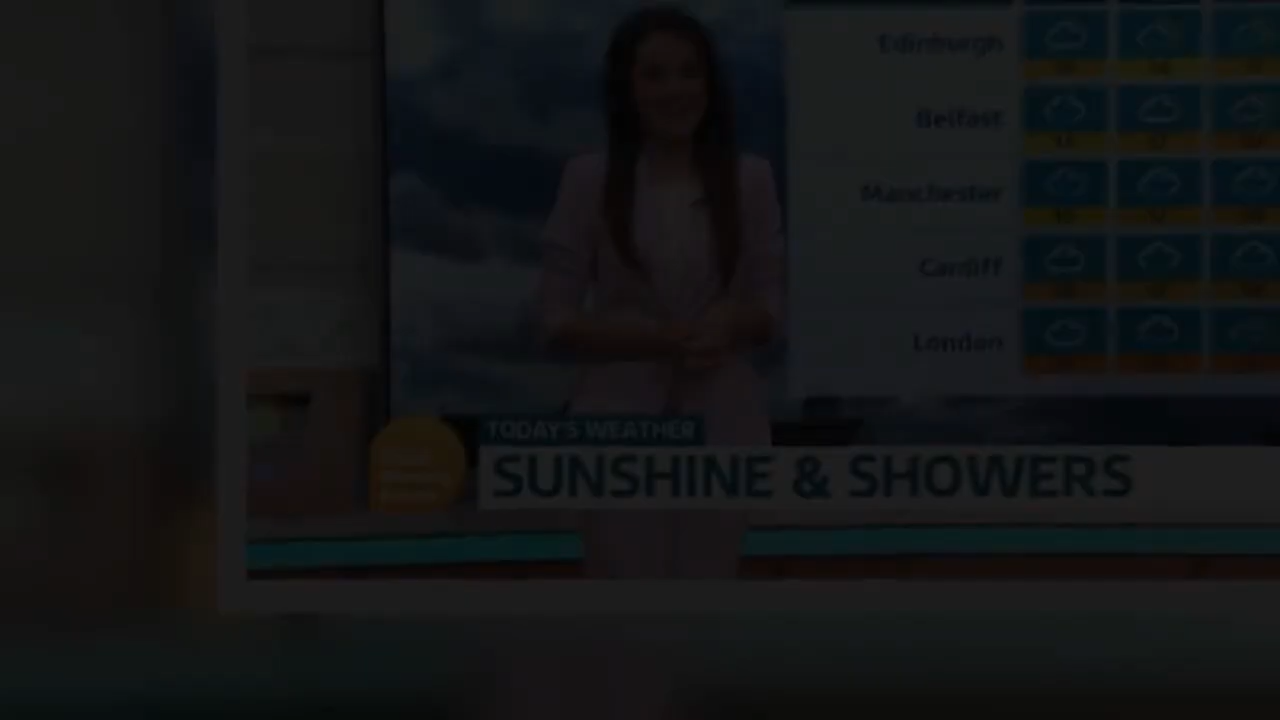 Edinburgh
Belfast
Manchester
Cardiff
London
TODAY'S WEATHER
SUNSHINE & SHOWERS